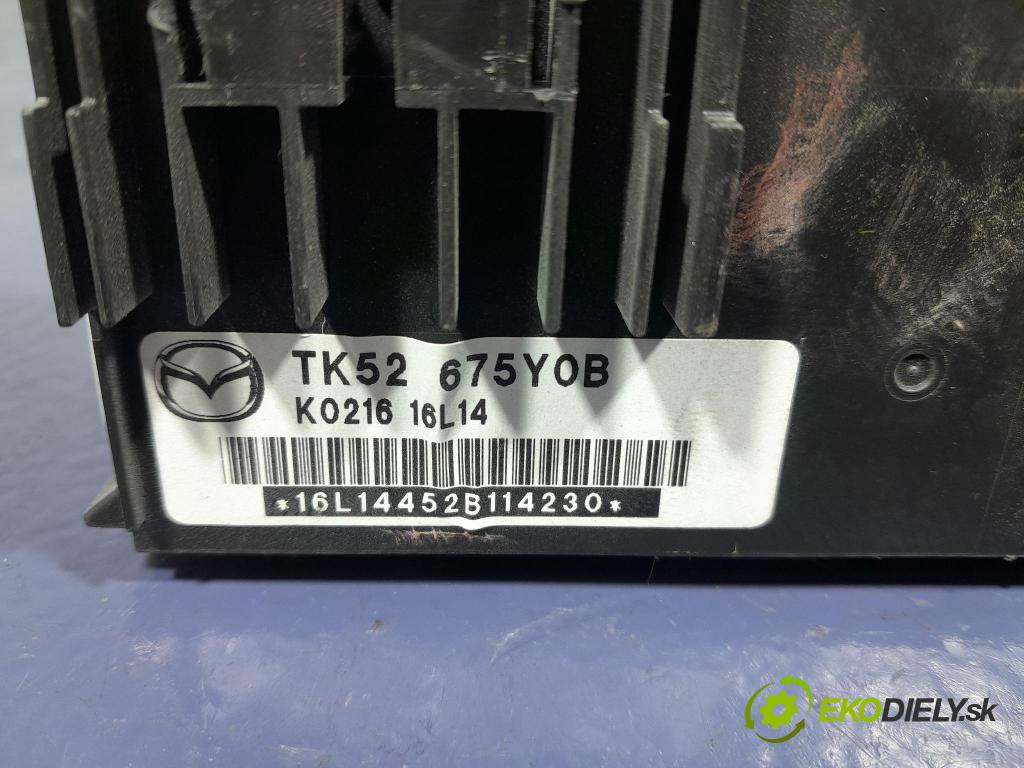 TK52 675Y0B
K0216 16L14
*16L14452B114230*
EKODIELY.sk